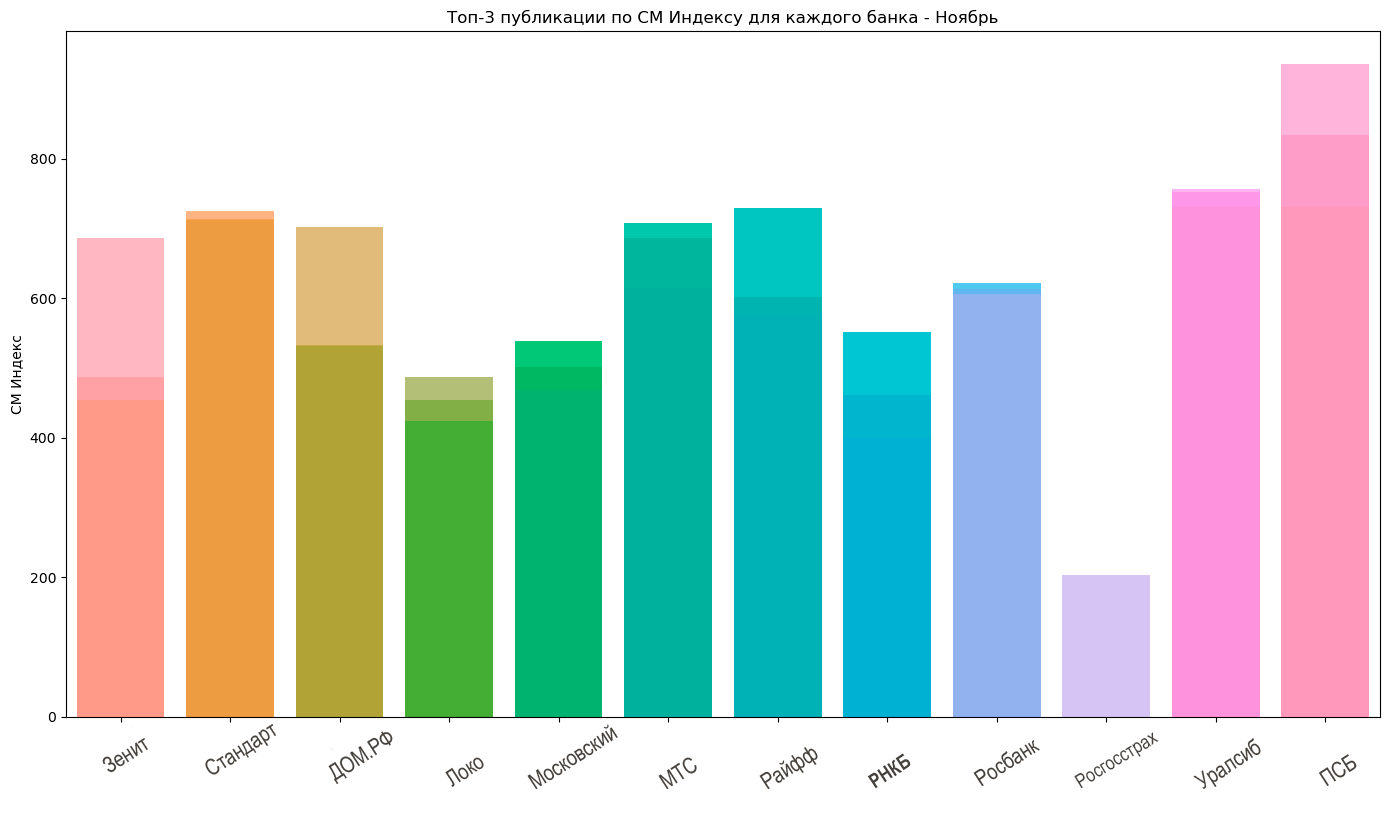 Топ-3 публикации по СМ Индексу для каждого банка - Ноябрь
СМ Индекс
800
600
400
200
0
Зенит
Стандарт
ДОМ.РФ
Локо
Московский
МТС
Райфф
РНКБ
Росбанк
Росгосстрах
Уралсиб
ПСБ